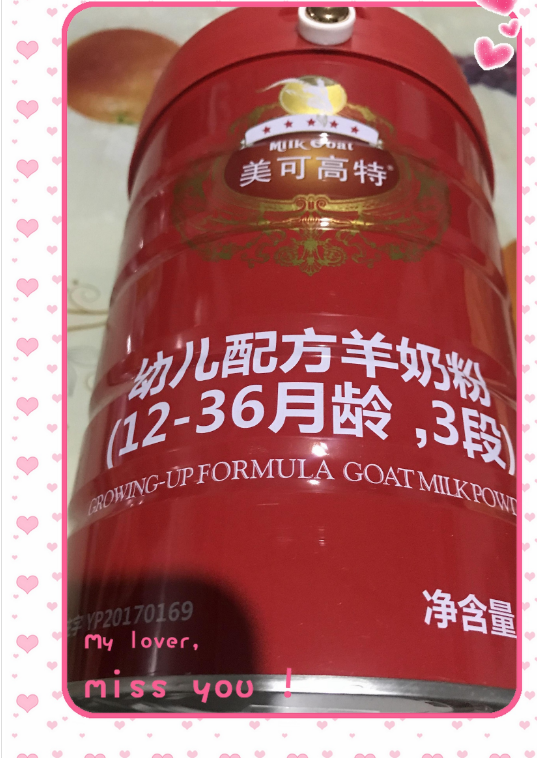 Milk Goat
美可高特®
幼儿配方羊奶粉
(12-36月龄,3段)
GROWING-UP FORMULA GOAT MILK POWD
净含量
字 YP20170169
My lover,
miss you !